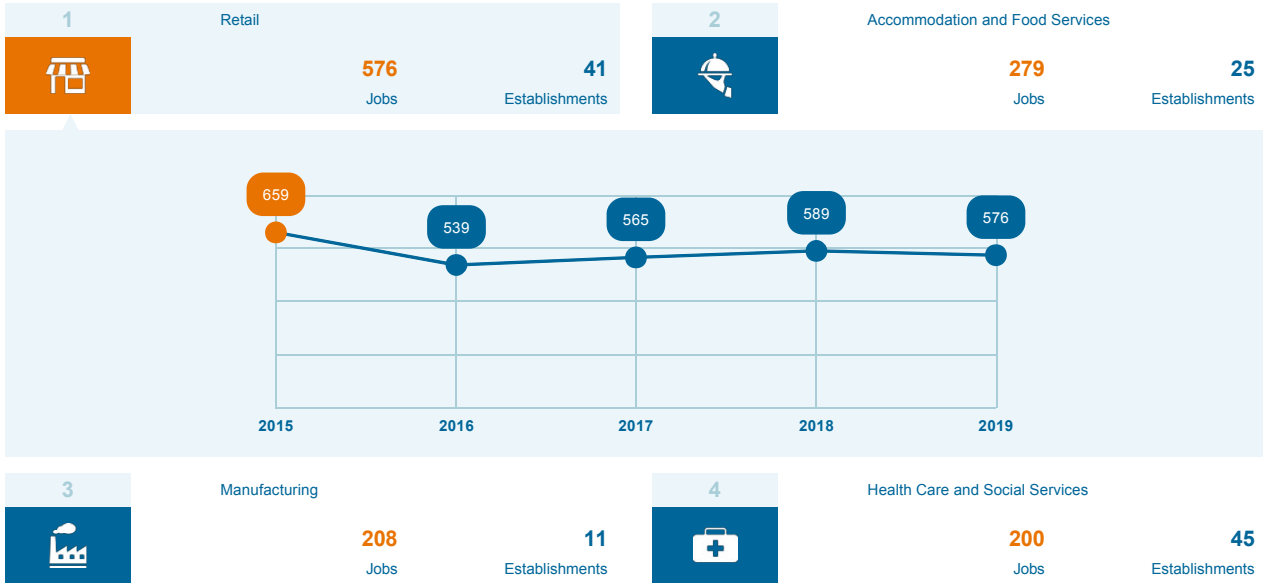 1
Retail
576
41
Jobs
Establishments
2
Accommodation and Food Services
279
25
Jobs
Establishments
659
539
565
589
576
2015
2016
2017
2018
2019
3
Manufacturing
208
11
Jobs
Establishments
4
Health Care and Social Services
200
45
Jobs
Establishments